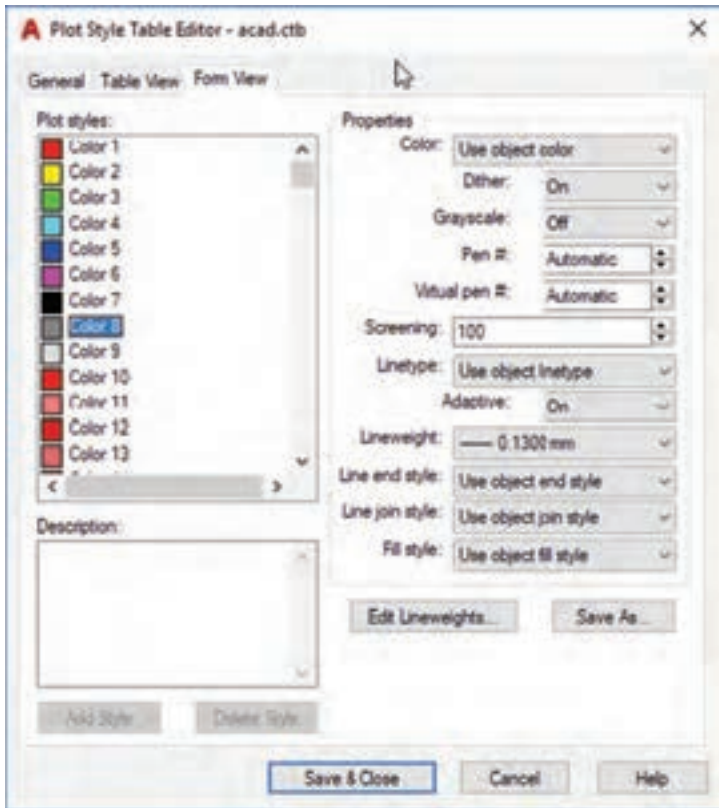 Plot Style Table Editor - acad.ctb
General Table View Form View
Plot styles:
Color 1
Color 2
Color 3
Color 4
Color 5
Color 6
Color 7
Color 8
Color 9
Color 10
Color 11
Color 12
Color 13
Description:
Add Style
Delete Style
Properties
Color: Use object color
Dither: On
Grayscale: Off
Pen #: Automatic
Virtual pen #: Automatic
Screening: 100
Linetype: Use object linetype
Adaptive: On
Lineweight: 0.1300 mm
Line end style: Use object end style
Line join style: Use object join style
Fill style: Use object fill style
Edit Lineweights...
Save As...
Save & Close
Cancel
Help